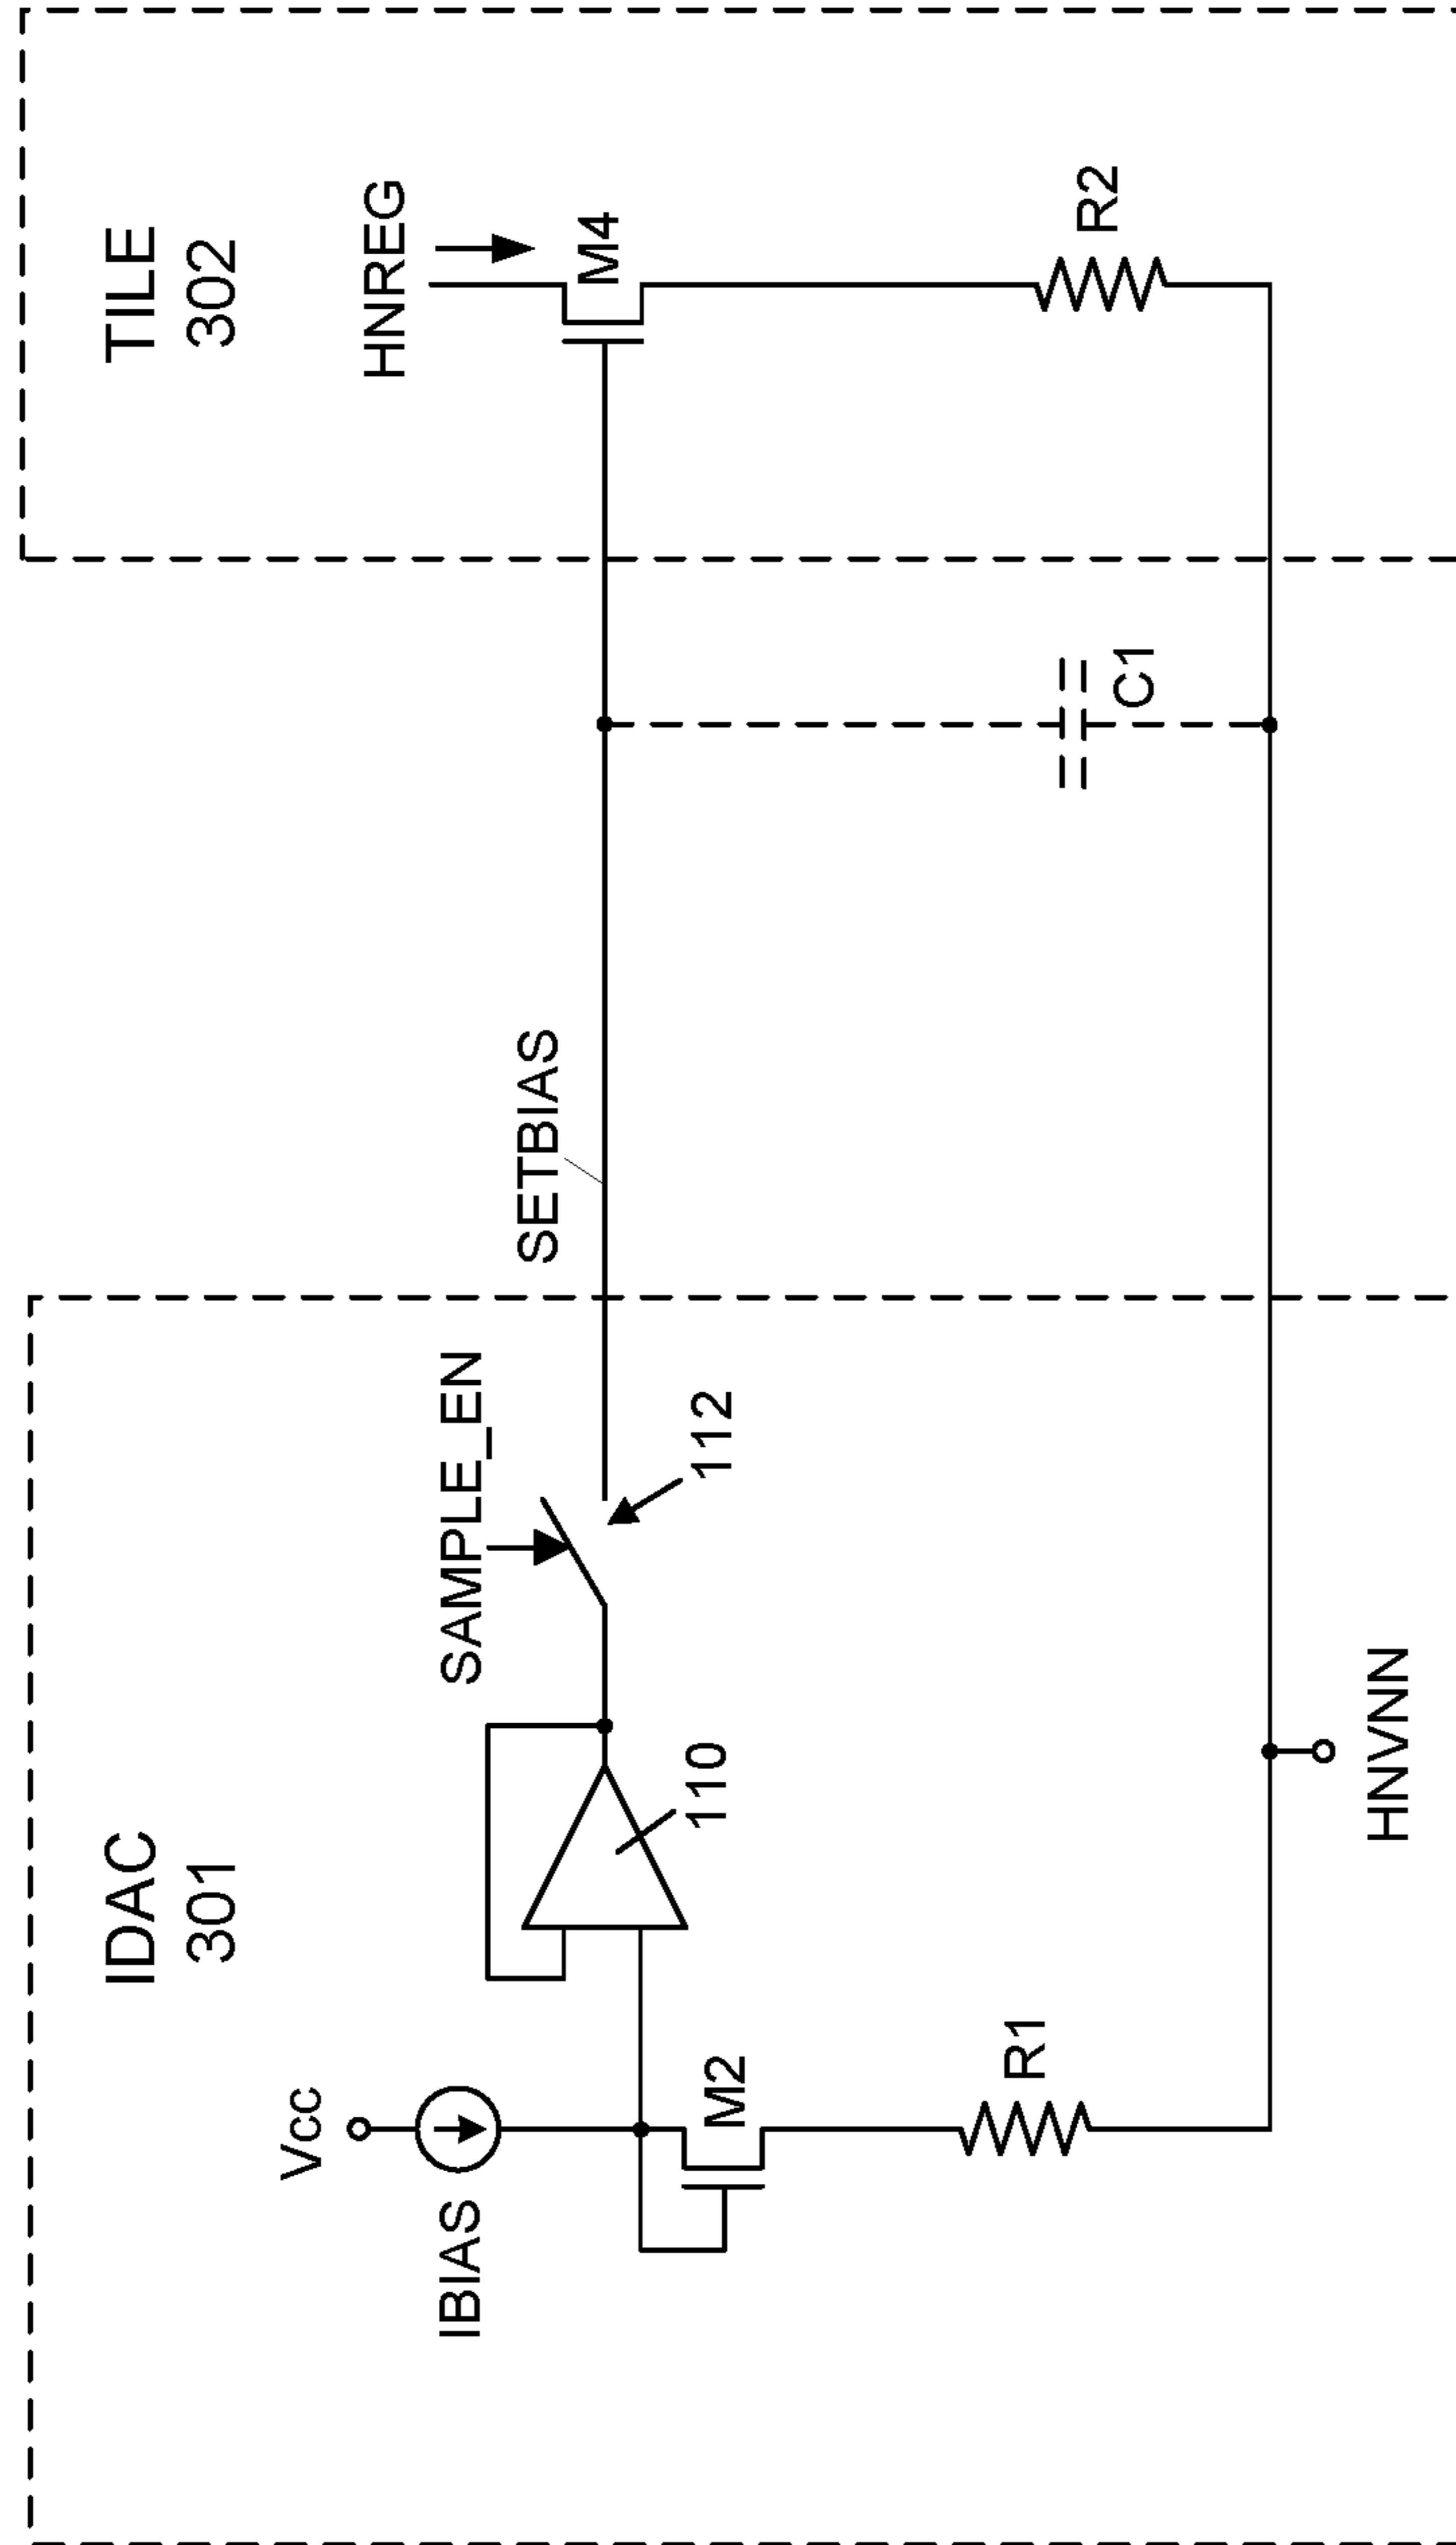 IDAC
301
TILE
302
Vcc
IBIAS
SAMPLE_EN
SETBIAS
HNREG
M4
M2
110
112
R1
C1
R2
HNVNN